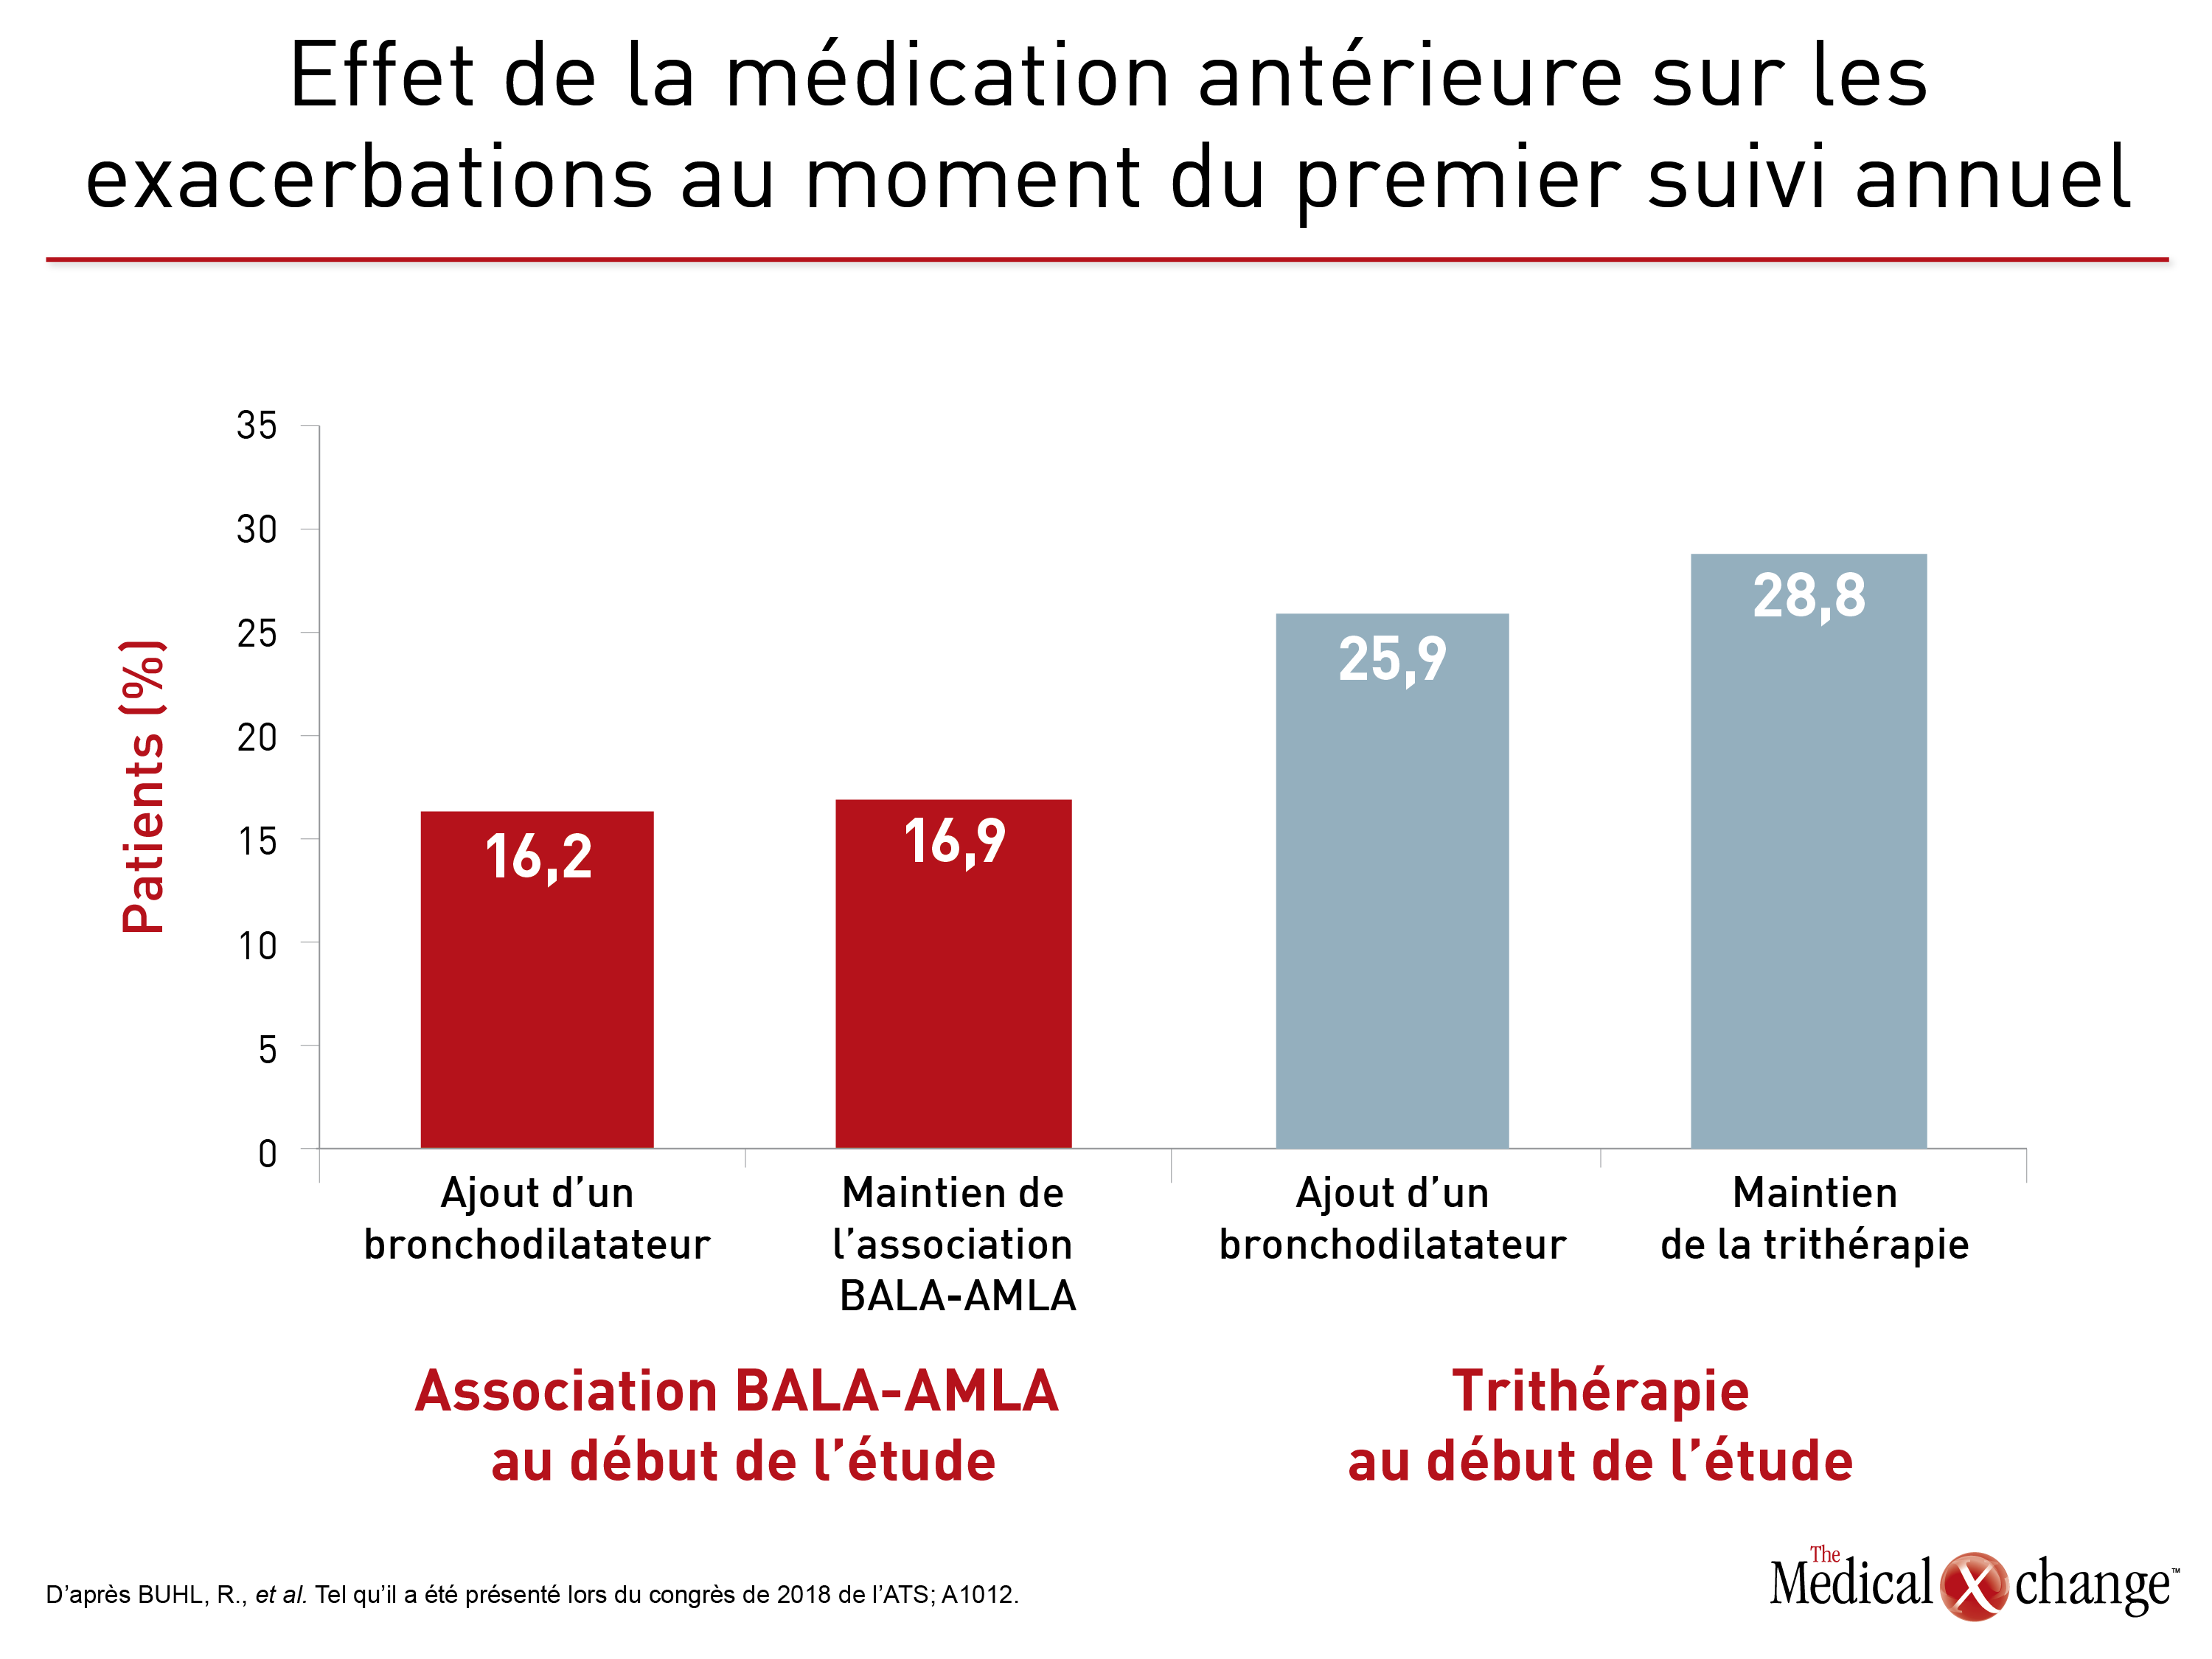 Effet de la médication antérieure sur les
exacerbations au moment du premier suivi annuel
Patients (%)
35
30
25
20
15
10
5
0
16,2
16,9
25,9
28,8
Ajout d’un
bronchodilatateur
Maintien de
l’association
BALA-AMLA
Ajout d’un
bronchodilatateur
Maintien
de la trithérapie
Association BALA-AMLA
au début de l’étude
Trithérapie
au début de l’étude
D’après BUHL, R., et al. Tel qu’il a été présenté lors du congrès de 2018 de l’ATS; A1012.
The
Medical Xchange™